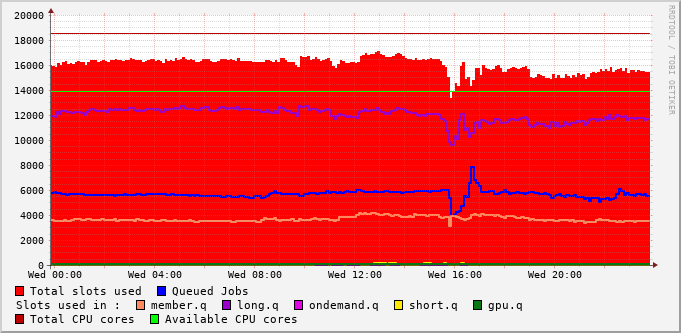 20000
18000
16000
14000
12000
10000
8000
6000
4000
2000
0
Wed 00:00 Wed 04:00 Wed 08:00 Wed 12:00 Wed 16:00 Wed 20:00
RRDTOOL / TOBI OETIKER
Total slots used Queued Jobs
Slots used in : member.q long.q ondemand.q short.q gpu.q
Total CPU cores Available CPU cores